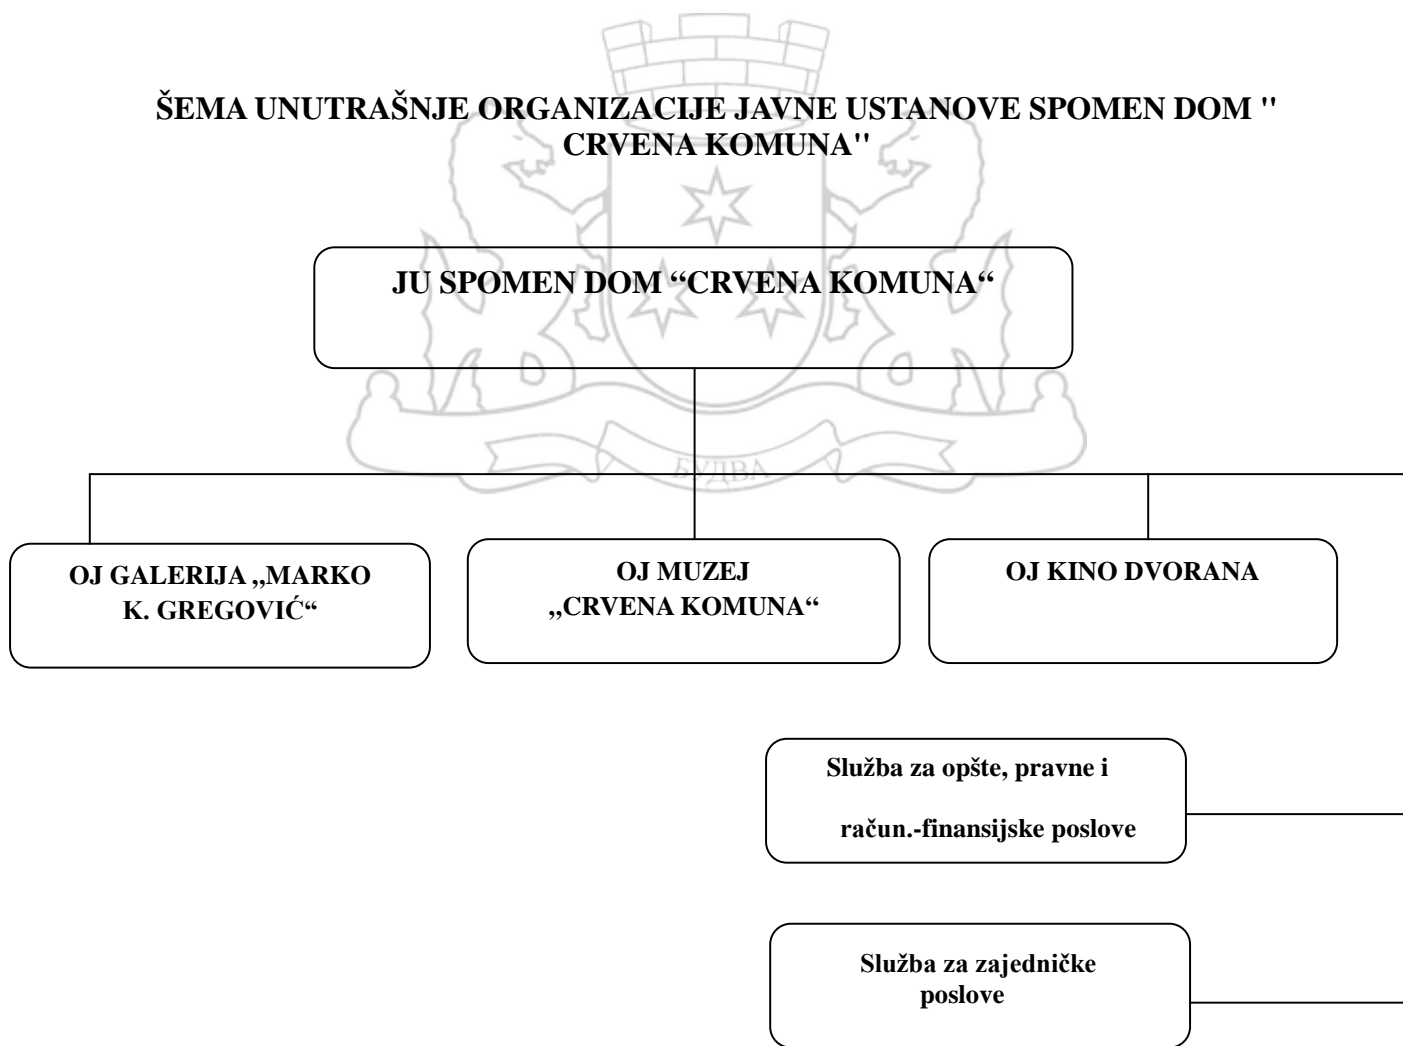 ŠEMA UNUTRAŠNJE ORGANIZACIJE JAVNE USTANOVE SPOMEN DOM "
CRVENA KOMUNA"
JU SPOMEN DOM “CRVENA KOMUNA“
БУДВА
OJ GALERIJA „MARKO
K. GREGOVIĆ“
OJ MUZEJ
„CRVENA KOMUNA“
OJ KINO DVORANA
Služba za opšte, pravne i
račun.-finansijske poslove
Služba za zajedničke
poslove